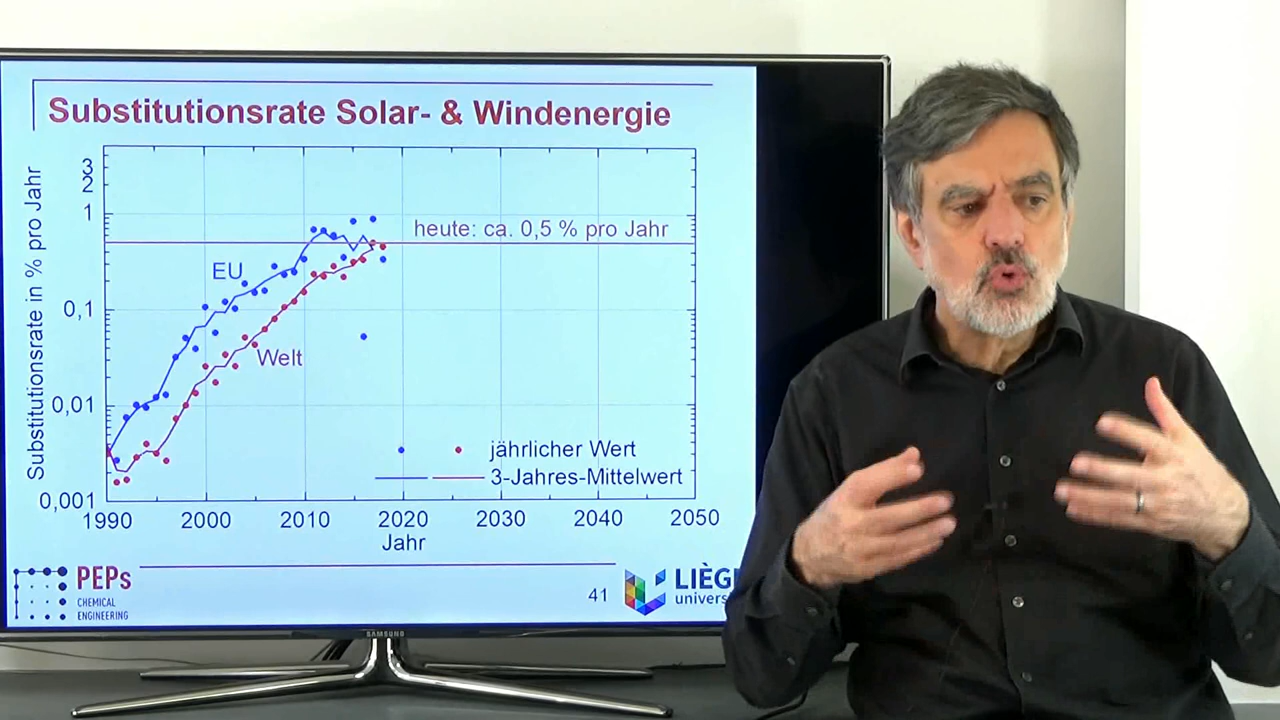 Substitutionsrate Solar- & Windenergie
Substitutionsrate in % pro Jahr
3
2
1
0,1
0,01
0,001
heute: ca. 0,5 % pro Jahr
EU
Welt
jährlicher Wert
3-Jahres-Mittelwert
1990 2000 2010 2020 2030 2040 2050
Jahr
PEPs
CHEMICAL
ENGINEERING
41
LIÈGE
univers
SAMSUNG